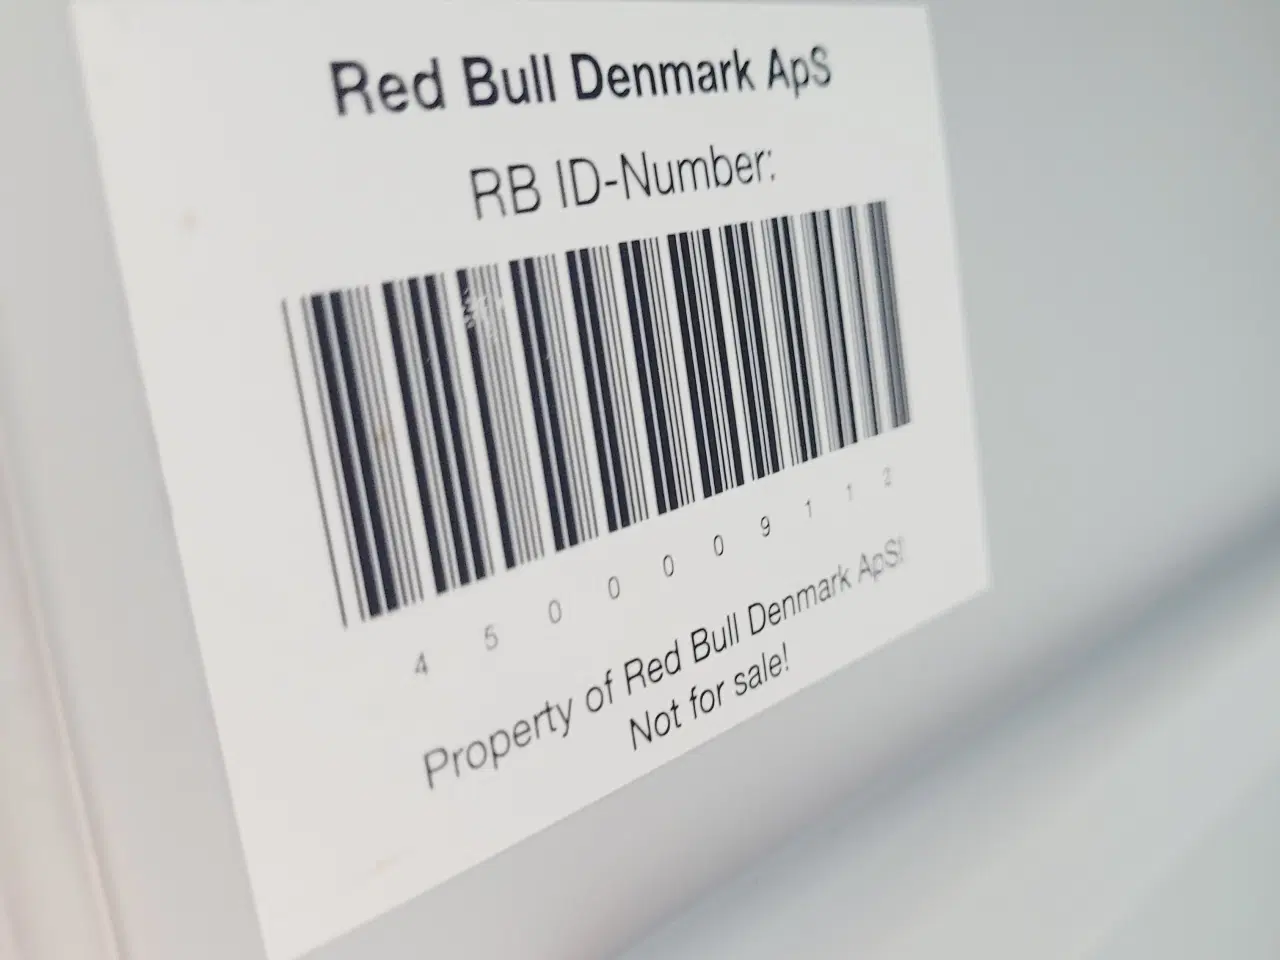 Red Bull Denmark ApS
RB ID-Number:
4 5 0 0 0 0 9 1 1 2
Property of Red Bull Denmark ApS!
Not for sale!